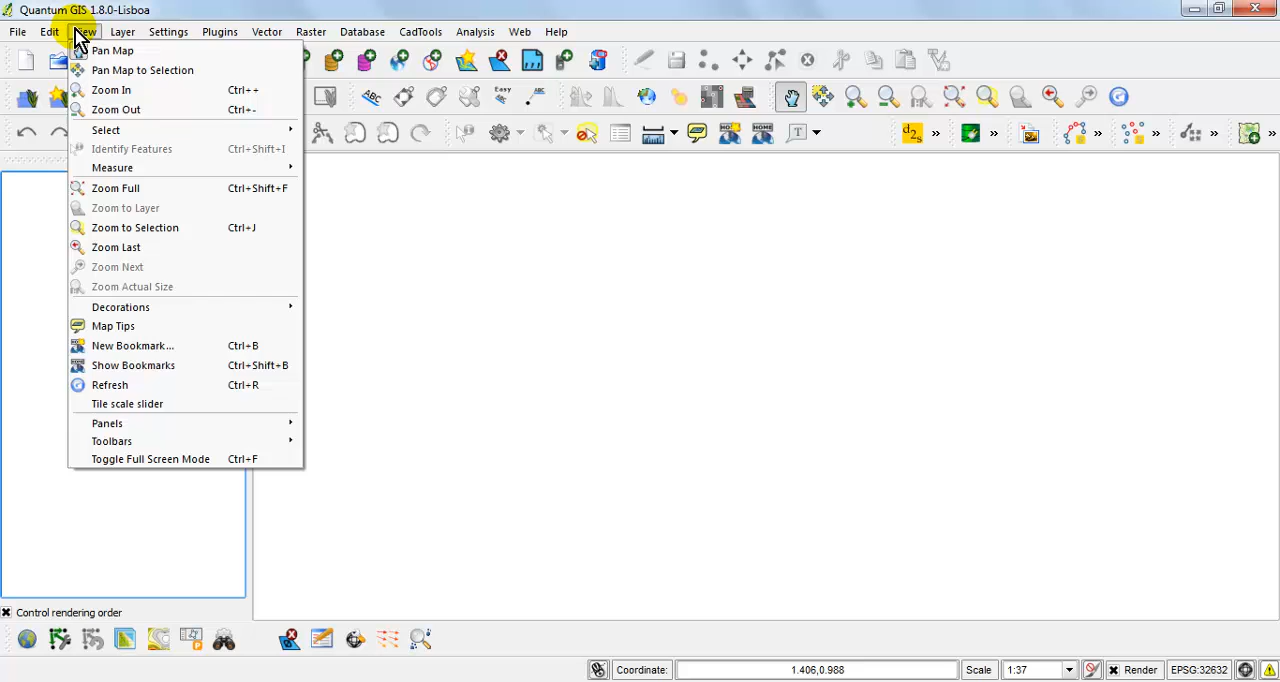 Quantum GIS 1.8.0-Lisboa
File Edit View Layer Settings Plugins Vector Raster Database CadTools Analysis Web Help
Pan Map
Pan Map to Selection
Zoom In Ctrl++
Zoom Out Ctrl+-
Select
Identify Features Ctrl+Shift+I
Measure
Zoom Full Ctrl+Shift+F
Zoom to Layer
Zoom to Selection Ctrl+J
Zoom Last
Zoom Next
Zoom Actual Size
Decorations
Map Tips
New Bookmark... Ctrl+B
Show Bookmarks Ctrl+Shift+B
Refresh Ctrl+R
Tile scale slider
Panels
Toolbars
Toggle Full Screen Mode Ctrl+F
Control rendering order
Coordinate: 1.406,0.988 Scale 1:37 Render EPSG:32632